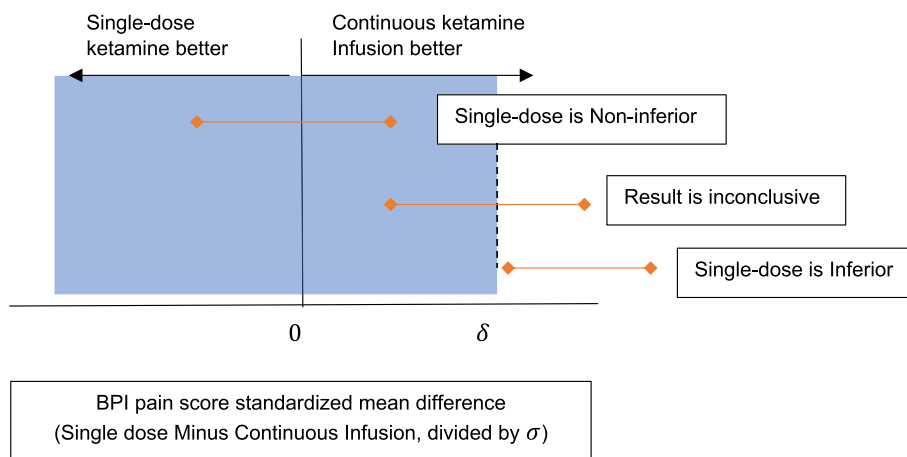 Single-dose
ketamine better
Continuous ketamine
Infusion better
Single-dose is Non-inferior
Result is inconclusive
Single-dose is Inferior
0
δ
BPI pain score standardized mean difference
(Single dose Minus Continuous Infusion, divided by σ)